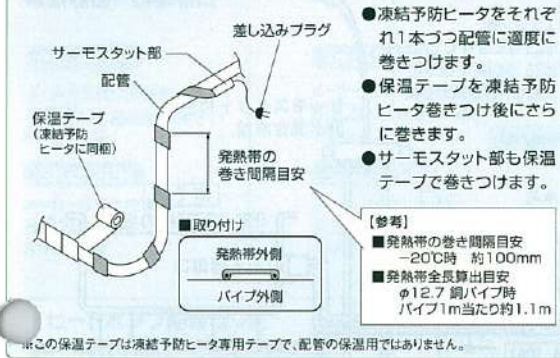 差し込みプラグ
サーモスタット部
配管
保温テープ
(凍結予防
ヒータに同梱)
発熱帯の
巻き間隔目安
■取り付け
発熱帯外側
パイプ外側
●凍結予防ヒータをそれぞ
れ1本づつ配管に適度に
巻きつけます。
●保温テープを凍結予防
ヒータ巻きつけ後にさら
に巻きます。
●サーモスタット部も保温
テープで巻きつけます。
【参考】
■発熱帯の巻き間隔目安
−20℃時 約100mm
■発熱帯全長算出目安
φ12.7 銅パイプ時
パイプ1m当たり約1.1m
※この保温テープは凍結予防ヒータ専用テープで、配管の保温用ではありません。